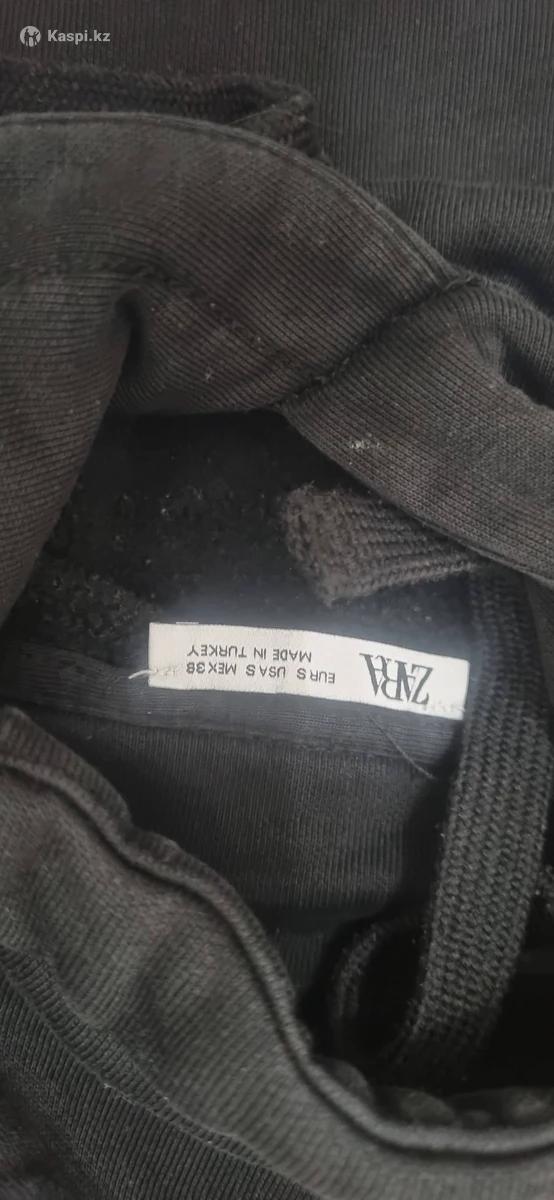 Kaspi.kz
ZARA
EUR S USA S MEX 38
MADE IN TURKEY